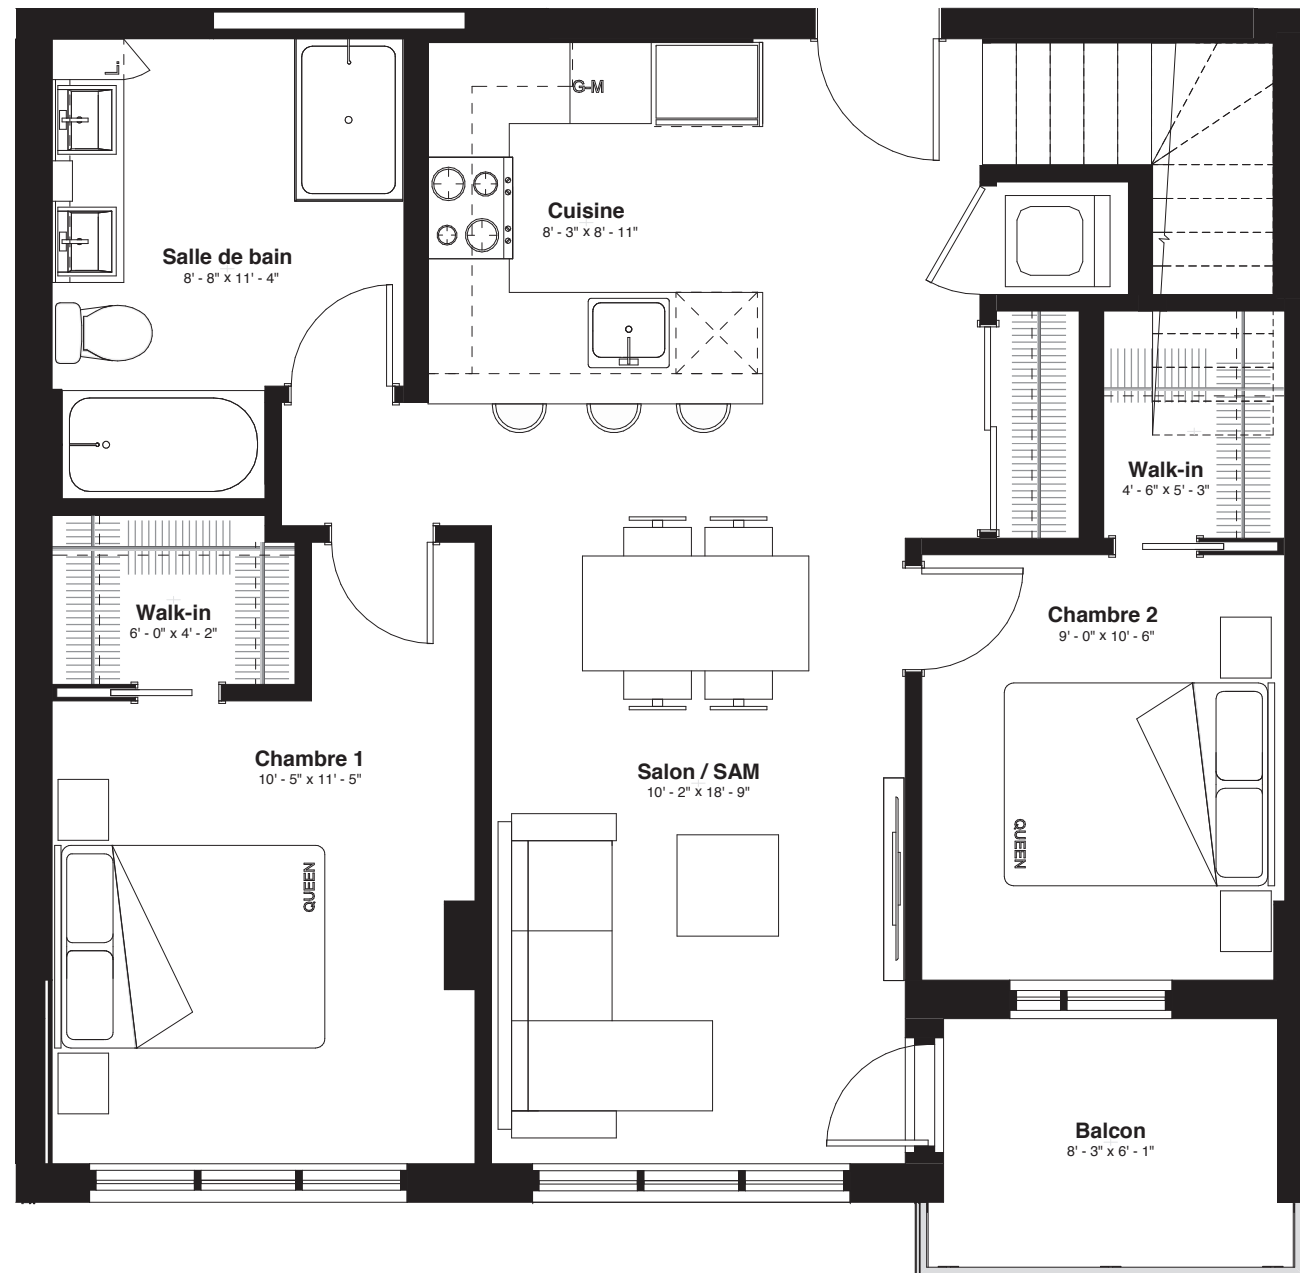 L.
G-M
Cuisine
8' - 3" x 8' - 11"
Salle de bain
8' - 8" x 11' - 4"
Walk-in
4' - 6" x 5' - 3"
Walk-in
6' - 0" x 4' - 2"
Chambre 2
9' - 0" x 10' - 6"
Chambre 1
10' - 5" x 11' - 5"
Salon / SAM
10' - 2" x 18' - 9"
QUEEN
QUEEN
Balcon
8' - 3" x 6' - 1"